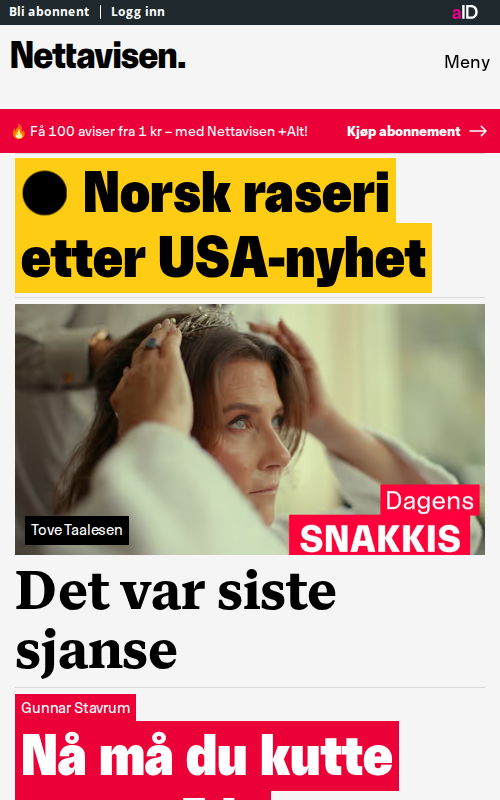 Bli abonnent | Logg inn
aID
Nettavisen.
Meny
🔥 Få 100 aviser fra 1 kr – med Nettavisen +Alt!
Kjøp abonnement →
● Norsk raseri
etter USA-nyhet
Dagens
SNAKKIS
Tove Taalesen
Det var siste
sjanse
Gunnar Stavrum
Nå må du kutte